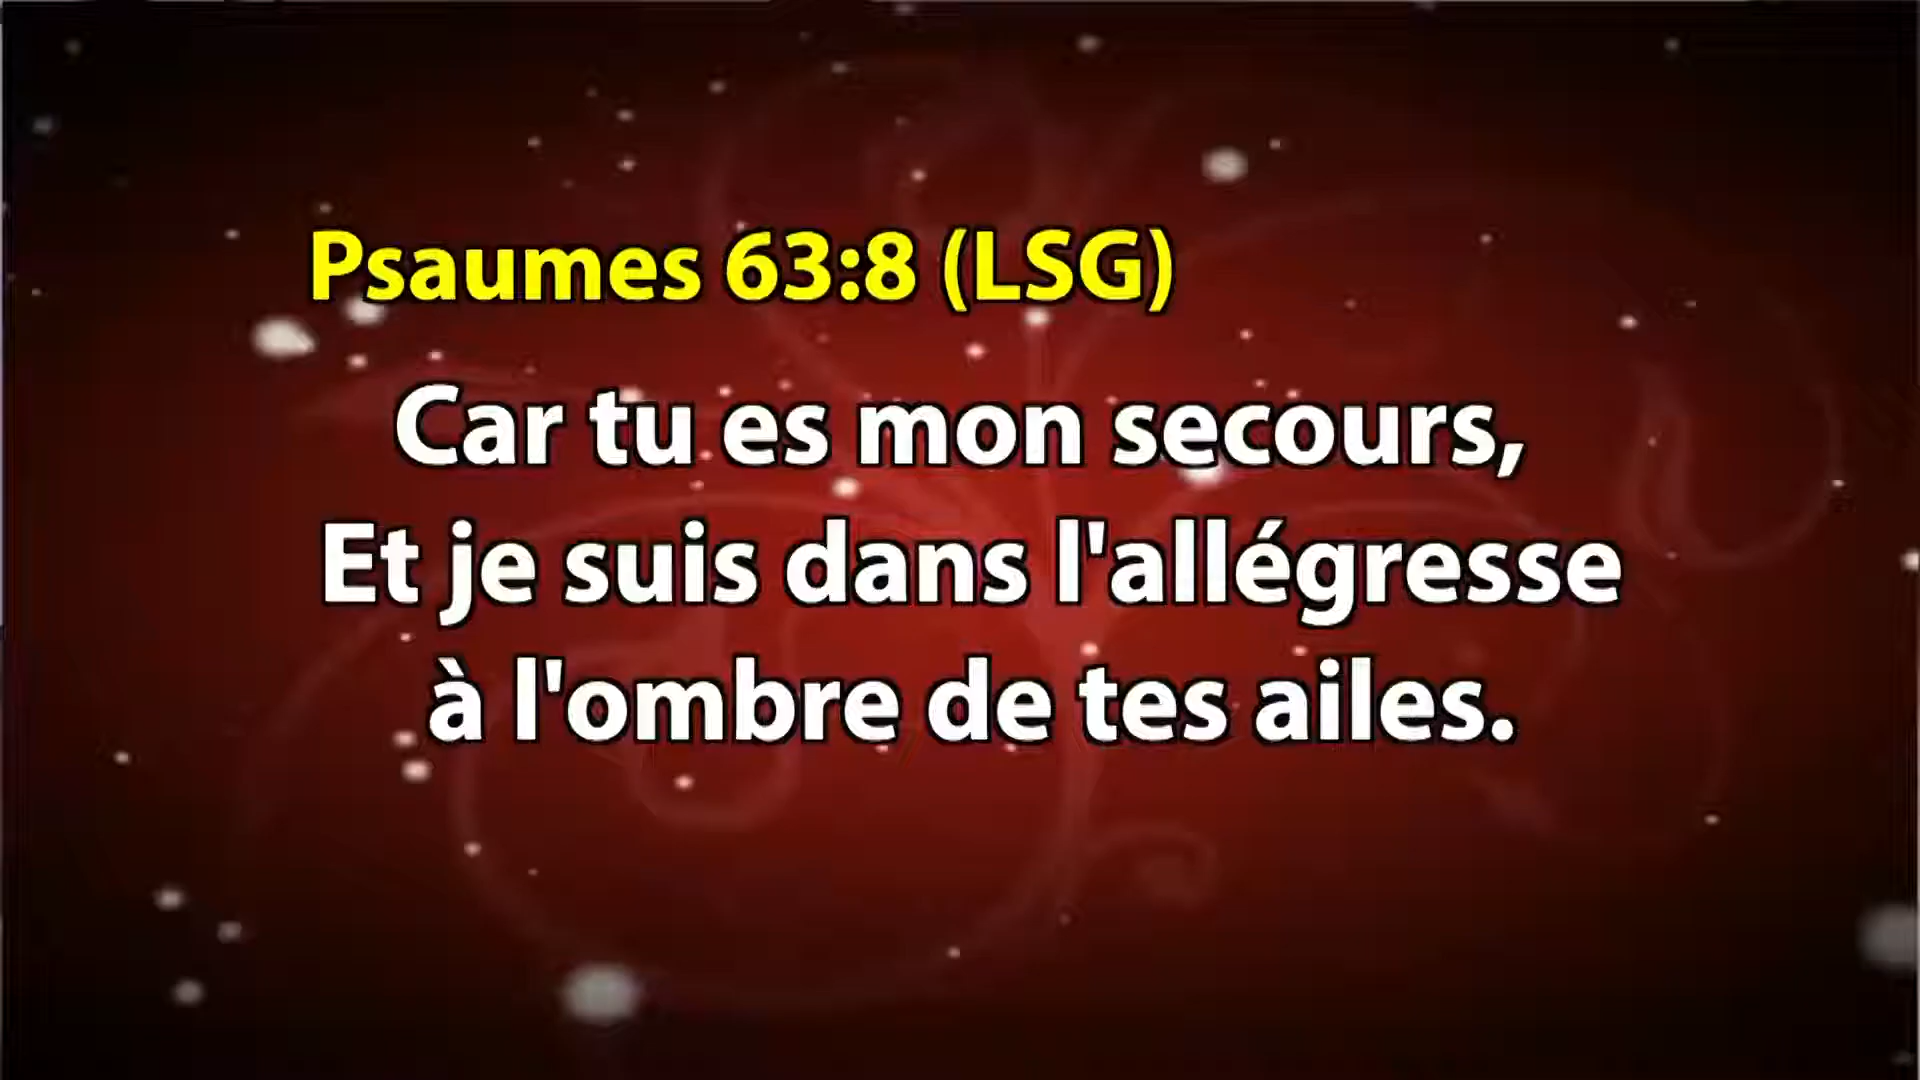 Psaumes 63:8 (LSG)
Car tu es mon secours,
Et je suis dans l'allégresse
à l'ombre de tes ailes.